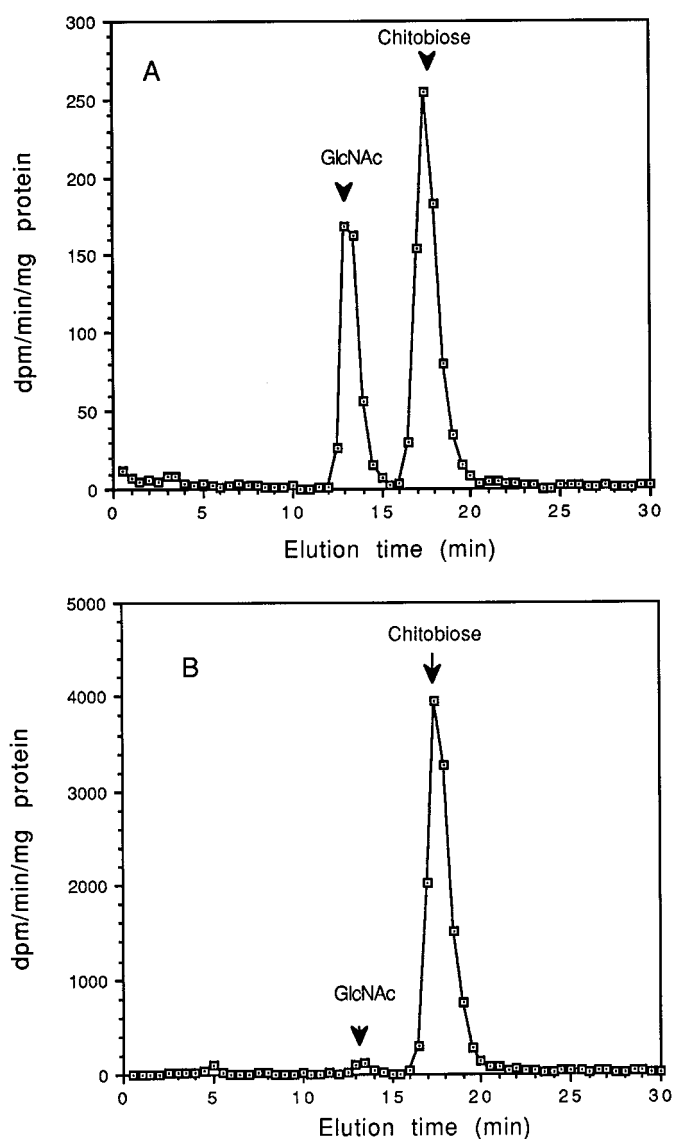 300
Chitobiose
A
250
GlcNAc
200
150
100
50
0
0 5 10 15 20 25 30
dpm/min/mg protein
Elution time (min)
5000
Chitobiose
B
4000
3000
2000
1000
GlcNAc
0
0 5 10 15 20 25 30
dpm/min/mg protein
Elution time (min)